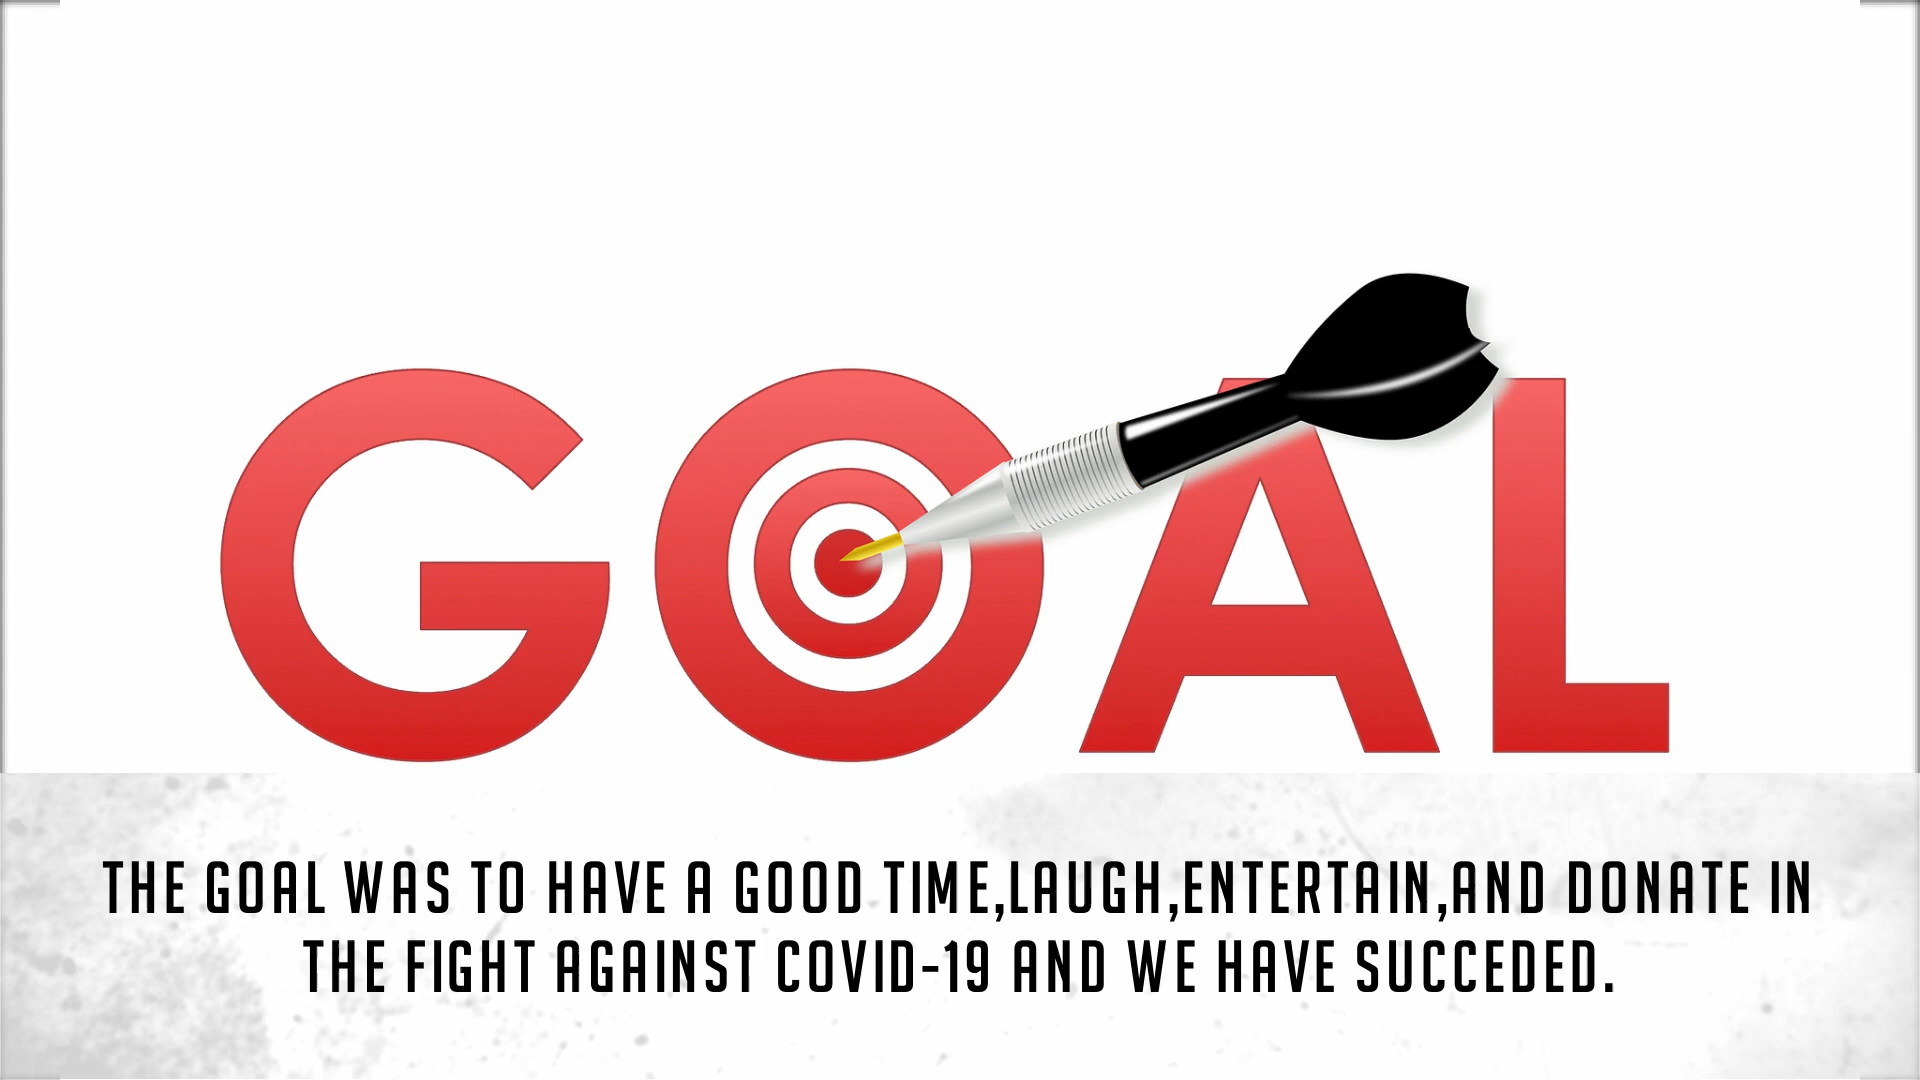 GOAL
THE GOAL WAS TO HAVE A GOOD TIME,LAUGH,ENTERTAIN,AND DONATE IN
THE FIGHT AGAINST COVID-19 AND WE HAVE SUCCEDED.